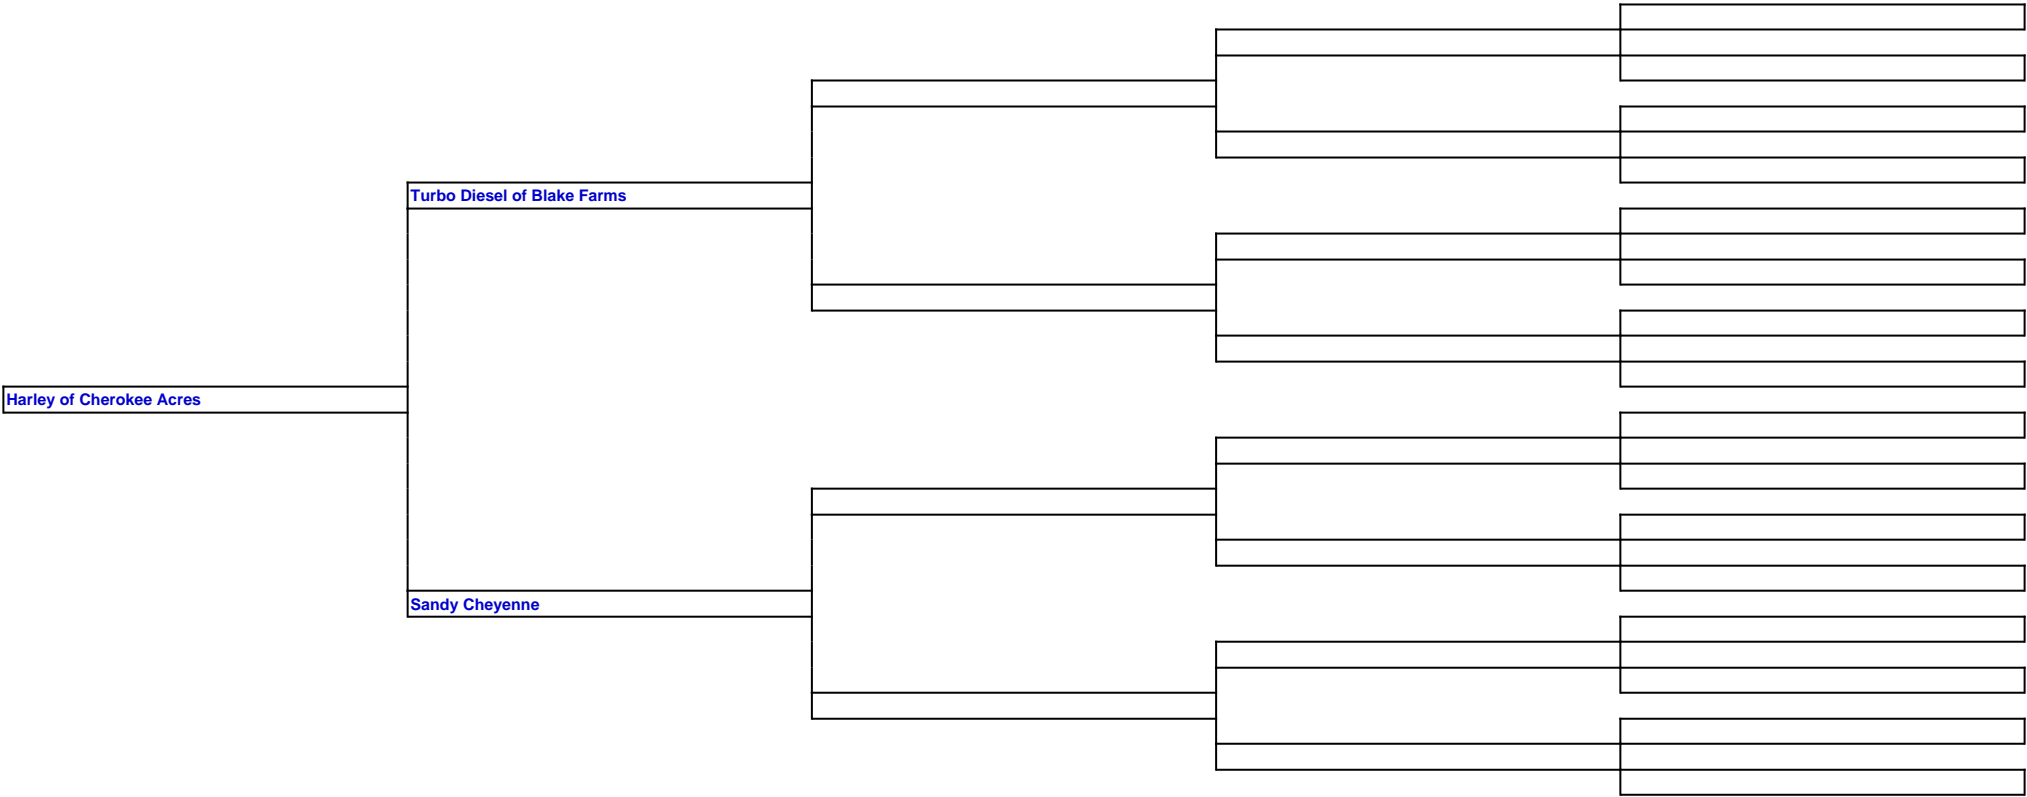 Turbo Diesel of Blake Farms
Harley of Cherokee Acres
Sandy Cheyenne